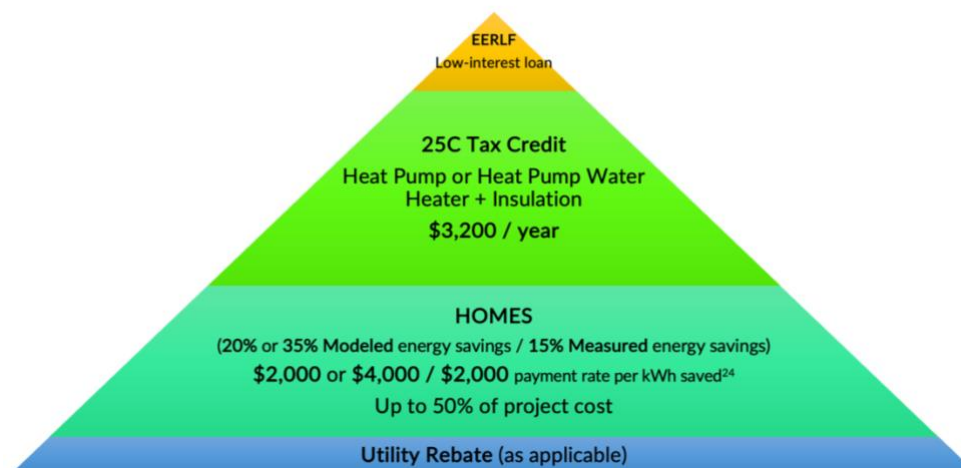 EERLF
Low-interest loan
25C Tax Credit
Heat Pump or Heat Pump Water
Heater + Insulation
$3,200 / year
HOMES
(20% or 35% Modeled energy savings / 15% Measured energy savings)
$2,000 or $4,000 / $2,000 payment rate per kWh saved²⁴
Up to 50% of project cost
Utility Rebate (as applicable)